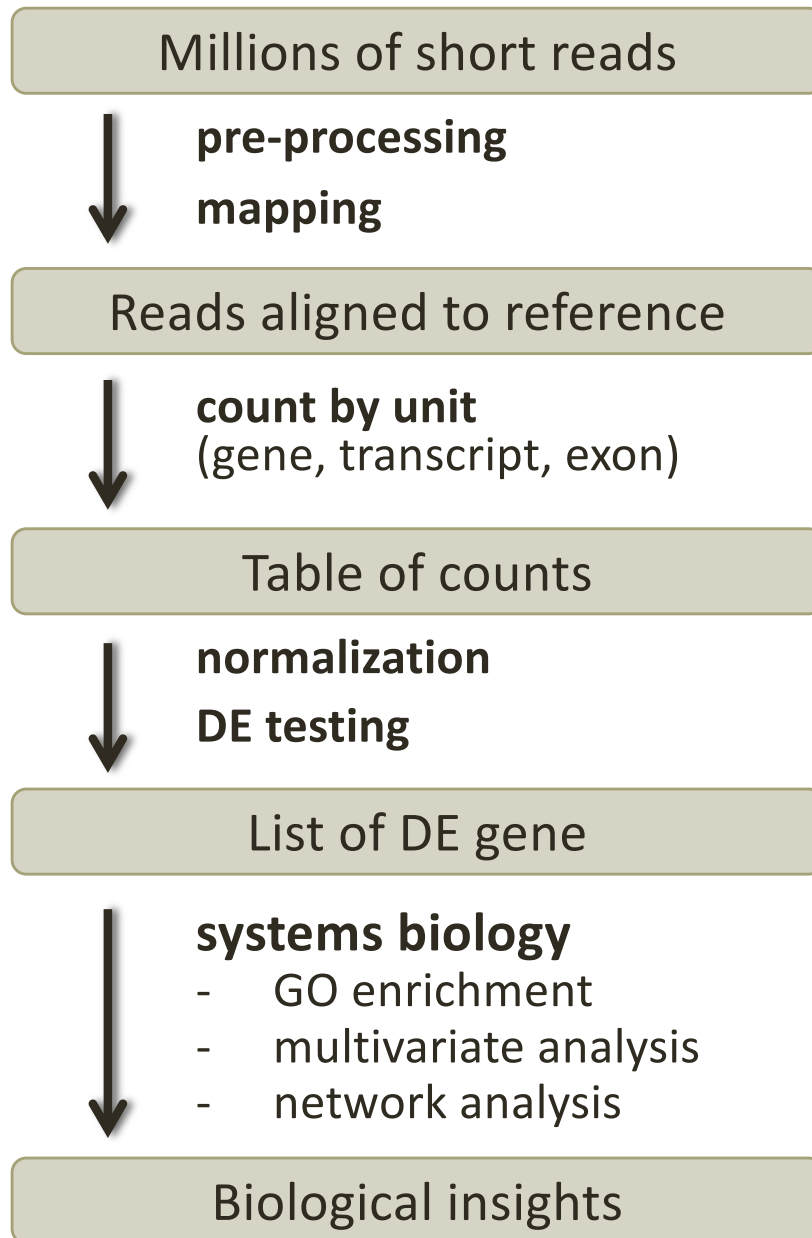 Millions of short reads
pre-processing
mapping
Reads aligned to reference
count by unit
(gene, transcript, exon)
Table of counts
normalization
DE testing
List of DE gene
systems biology
- GO enrichment
- multivariate analysis
- network analysis
Biological insights